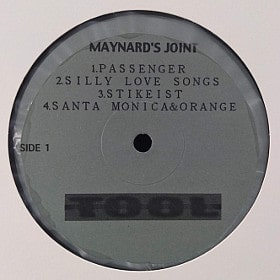 MAYNARD'S JOINT
1.PASSENGER
2.SILLY LOVE SONGS
3.STIKEIST
4.SANTA MONICA&ORANGE
SIDE 1
TOOL